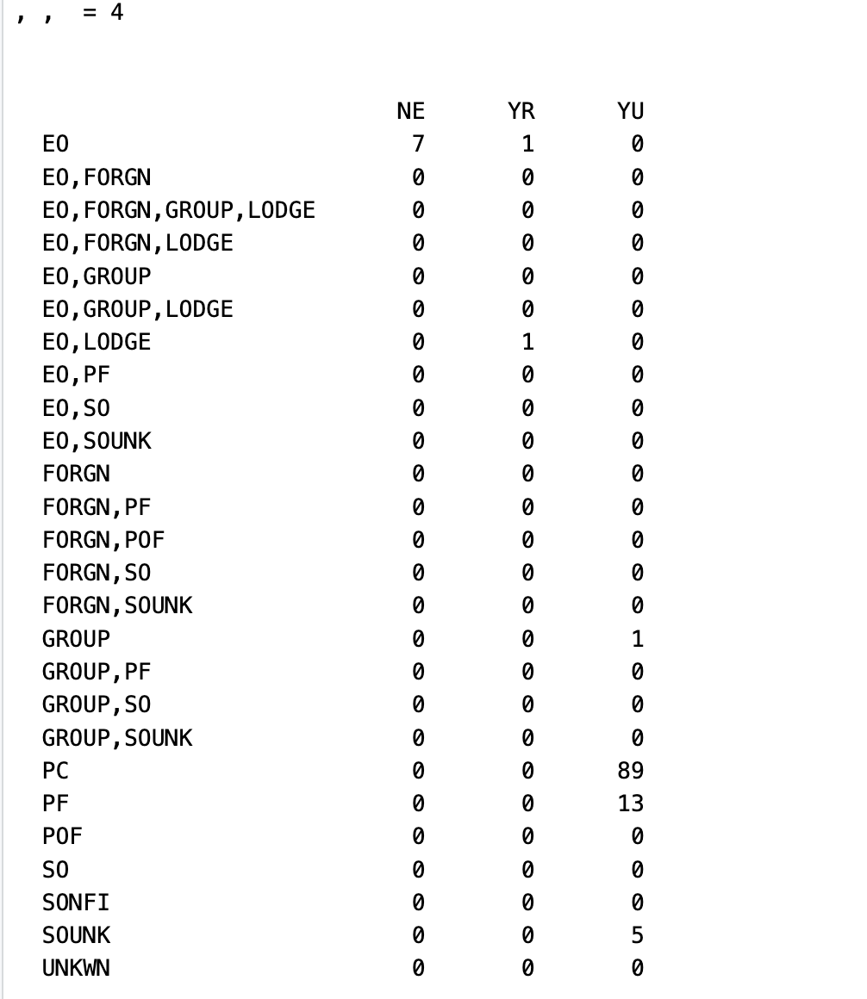 , ,  = 4
NE YR YU
EO 7 1 0
EO,FORGN 0 0 0
EO,FORGN,GROUP,LODGE 0 0 0
EO,FORGN,LODGE 0 0 0
EO,GROUP 0 0 0
EO,GROUP,LODGE 0 0 0
EO,LODGE 0 1 0
EO,PF 0 0 0
EO,SO 0 0 0
EO,SOUNK 0 0 0
FORGN 0 0 0
FORGN,PF 0 0 0
FORGN,POF 0 0 0
FORGN,SO 0 0 0
FORGN,SOUNK 0 0 0
GROUP 0 0 1
GROUP,PF 0 0 0
GROUP,SO 0 0 0
GROUP,SOUNK 0 0 0
PC 0 0 89
PF 0 0 13
POF 0 0 0
SO 0 0 0
SONFI 0 0 0
SOUNK 0 0 5
UNKWN 0 0 0